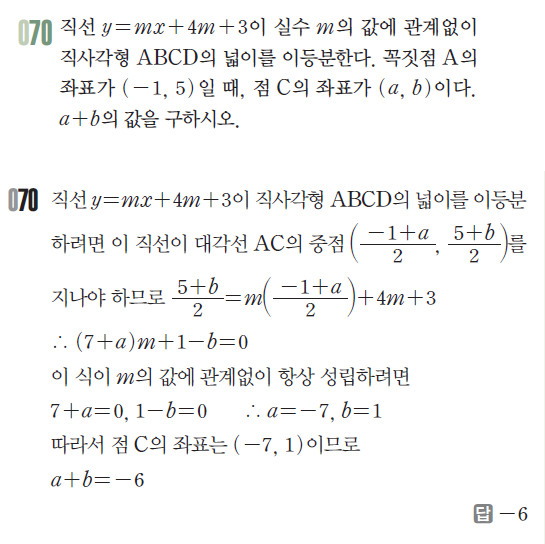 070 직선 y=mx+4m+3이 실수 m의 값에 관계없이
직사각형 ABCD의 넓이를 이등분한다. 꼭짓점 A의
좌표가 (-1, 5)일 때, 점 C의 좌표가 (a, b)이다.
a+b의 값을 구하시오.
070 직선 y=mx+4m+3이 직사각형 ABCD의 넓이를 이등분
하려면 이 직선이 대각선 AC의 중점 ((-1+a)/2, (5+b)/2)를
지나야 하므로 (5+b)/2=m((-1+a)/2)+4m+3
∴ (7+a)m+1-b=0
이 식이 m의 값에 관계없이 항상 성립하려면
7+a=0, 1-b=0 ∴ a=-7, b=1
따라서 점 C의 좌표는 (-7, 1)이므로
a+b=-6
답 -6